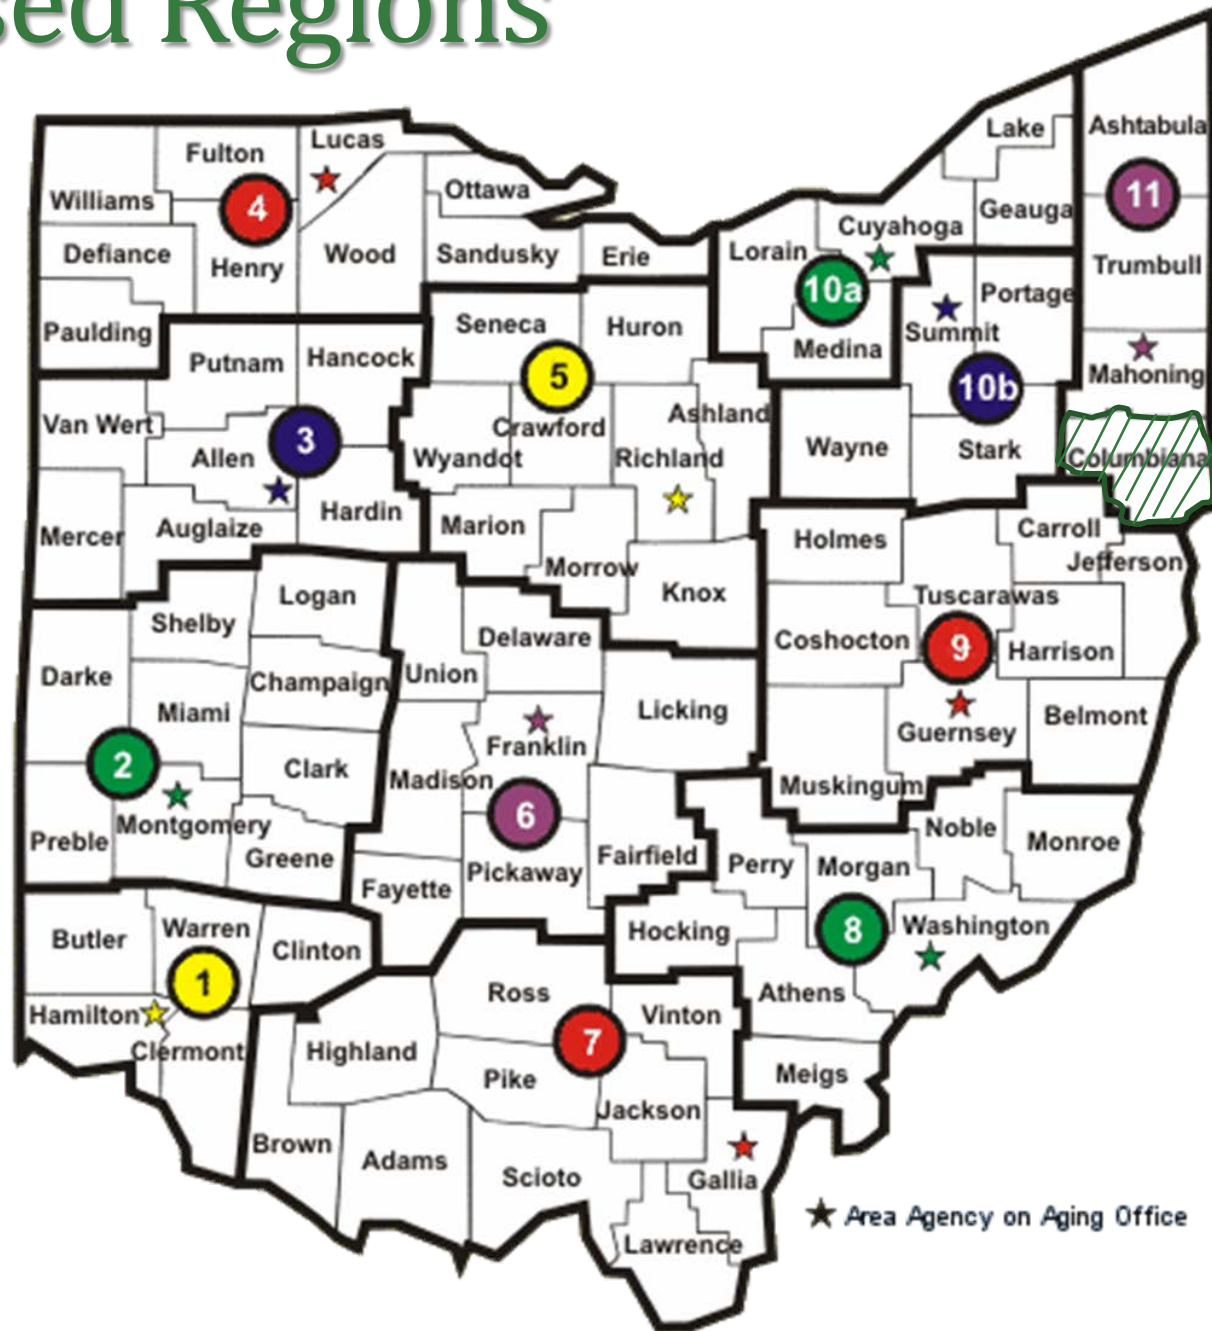 sed Regions
Lake
Ashtabula
Lucas
Fulton
11
Ottawa
Williams
4
Geauga
Cuyahoga
Defiance
Henry
Wood
Sandusky
Erie
Lorain
Trumbull
10a
Portage
Seneca
Huron
Paulding
Summit
Putnam
Hancock
Medina
5
Mahoning
10b
Van Wert
Ashland
Crawford
3
Wayne
Stark
Allen
Wyandot
Richland
Columbiana
Mercer
Auglaize
Hardin
Marion
Holmes
Carroll
Morrow
Jefferson
Logan
Knox
Tuscarawas
Shelby
Delaware
Coshocton
9
Harrison
Darke
Champaign
Union
Miami
Licking
Belmont
Guernsey
Franklin
2
Clark
Madison
Muskingum
6
Montgomery
Noble
Preble
Greene
Fairfield
Perry
Morgan
Monroe
Fayette
Pickaway
Butler
Warren
Clinton
Hocking
8
Washington
1
Ross
Athens
Hamilton
Vinton
Clermont
Highland
7
Pike
Meigs
Jackson
Brown
Adams
Scioto
Gallia
Area Agency on Aging Office
Lawrence